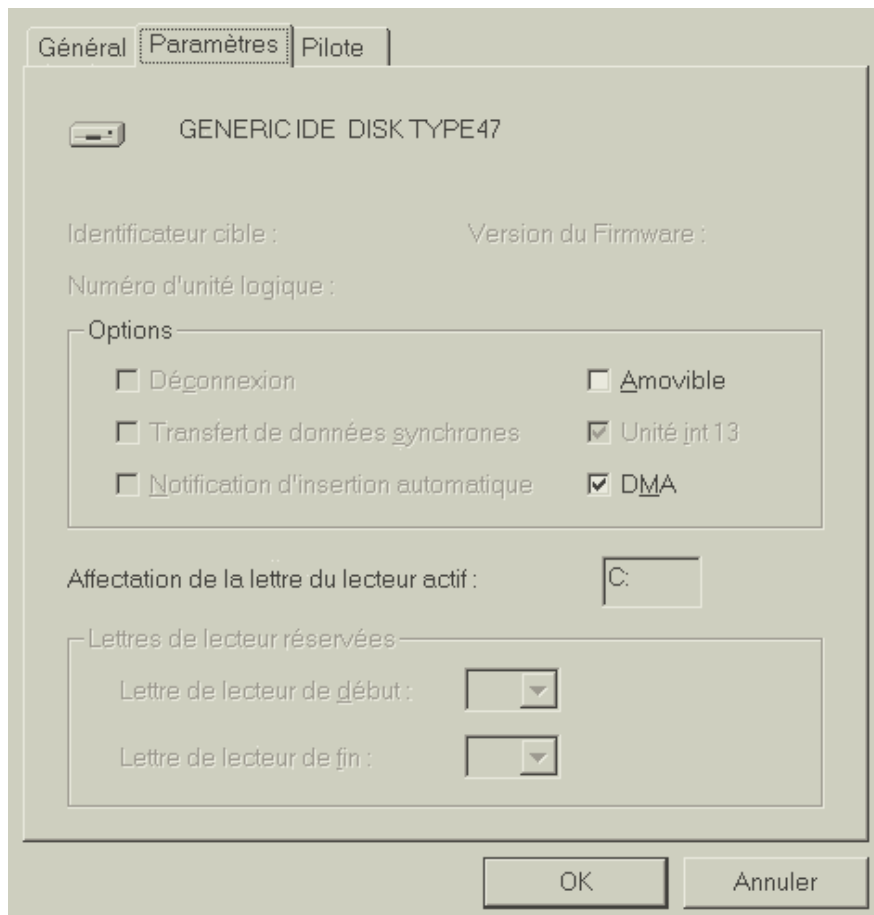 Général Paramètres Pilote
GENERIC IDE DISK TYPE47
Identificateur cible : Version du Firmware :
Numéro d'unité logique :
Options
Déconnexion Amovible
Transfert de données synchrones Unité int 13
Notification d'insertion automatique DMA
Affectation de la lettre du lecteur actif : C:
Lettres de lecteur réservées
Lettre de lecteur de début :
Lettre de lecteur de fin :
OK Annuler